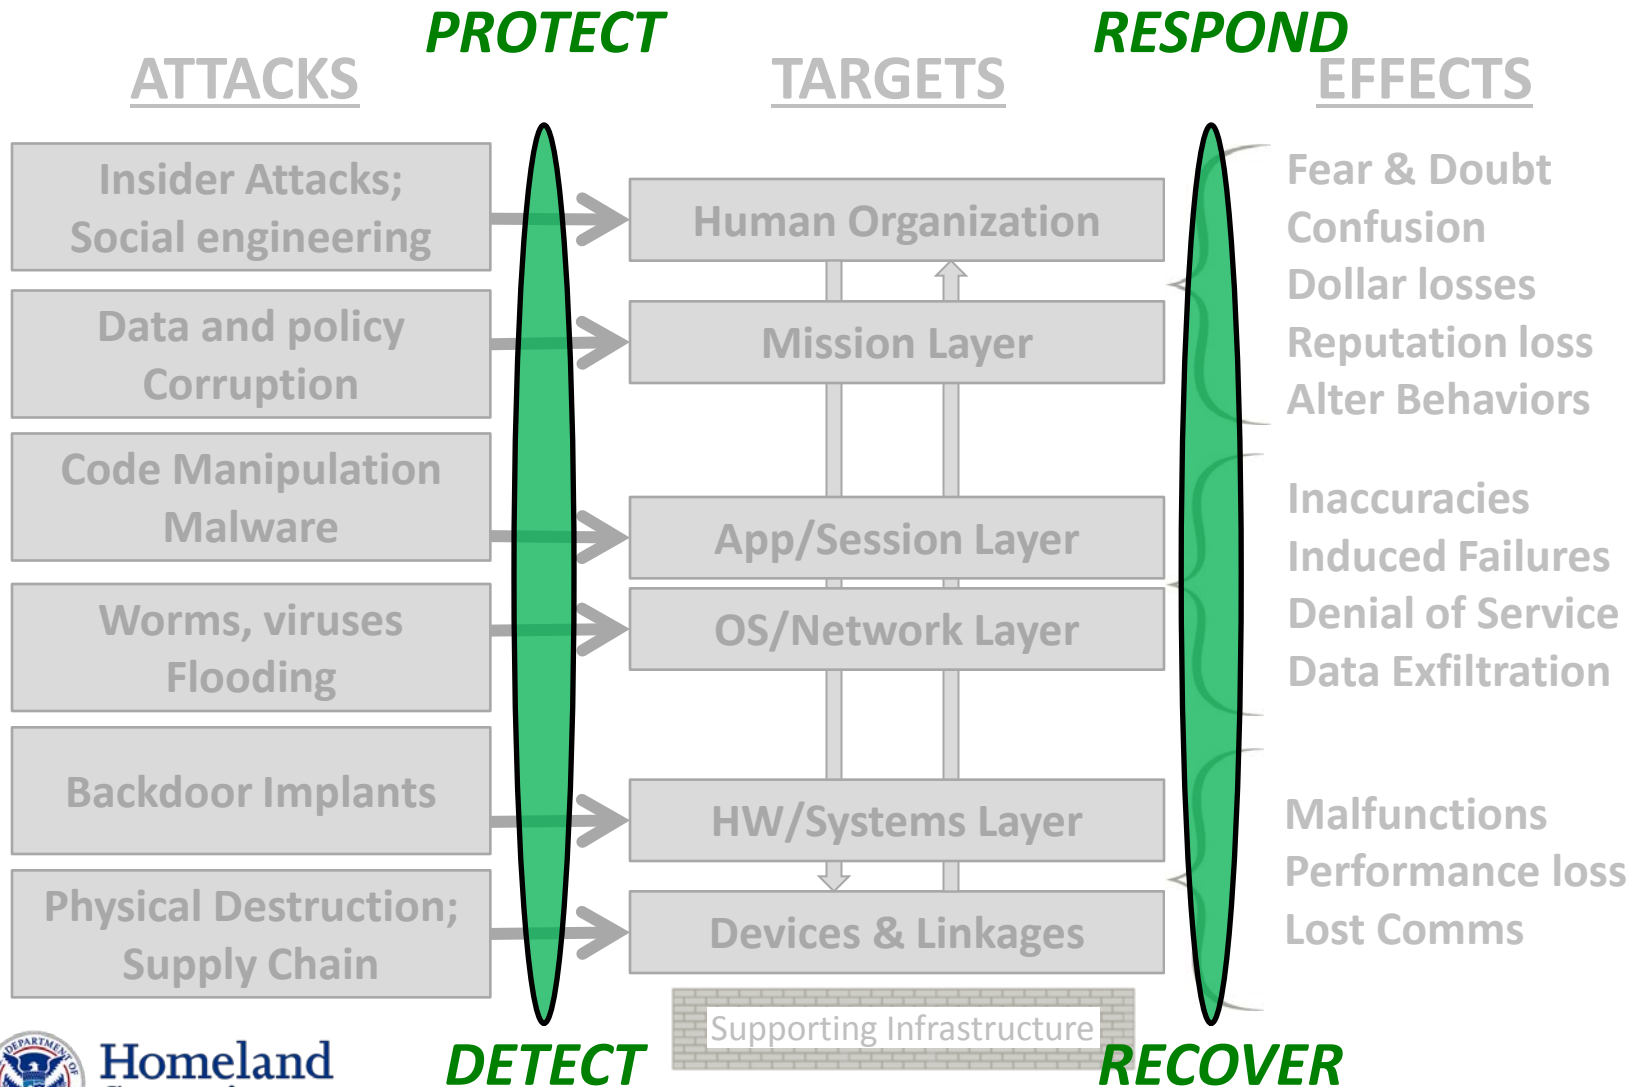 PROTECT
RESPOND
ATTACKS
TARGETS
EFFECTS
Insider Attacks;
Social engineering
Data and policy
Corruption
Code Manipulation
Malware
Worms, viruses
Flooding
Backdoor Implants
Physical Destruction;
Supply Chain
Human Organization
Mission Layer
App/Session Layer
OS/Network Layer
HW/Systems Layer
Devices & Linkages
Supporting Infrastructure
Fear & Doubt
Confusion
Dollar losses
Reputation loss
Alter Behaviors
Inaccuracies
Induced Failures
Denial of Service
Data Exfiltration
Malfunctions
Performance loss
Lost Comms
DETECT
RECOVER
DEPARTMENT
Homeland